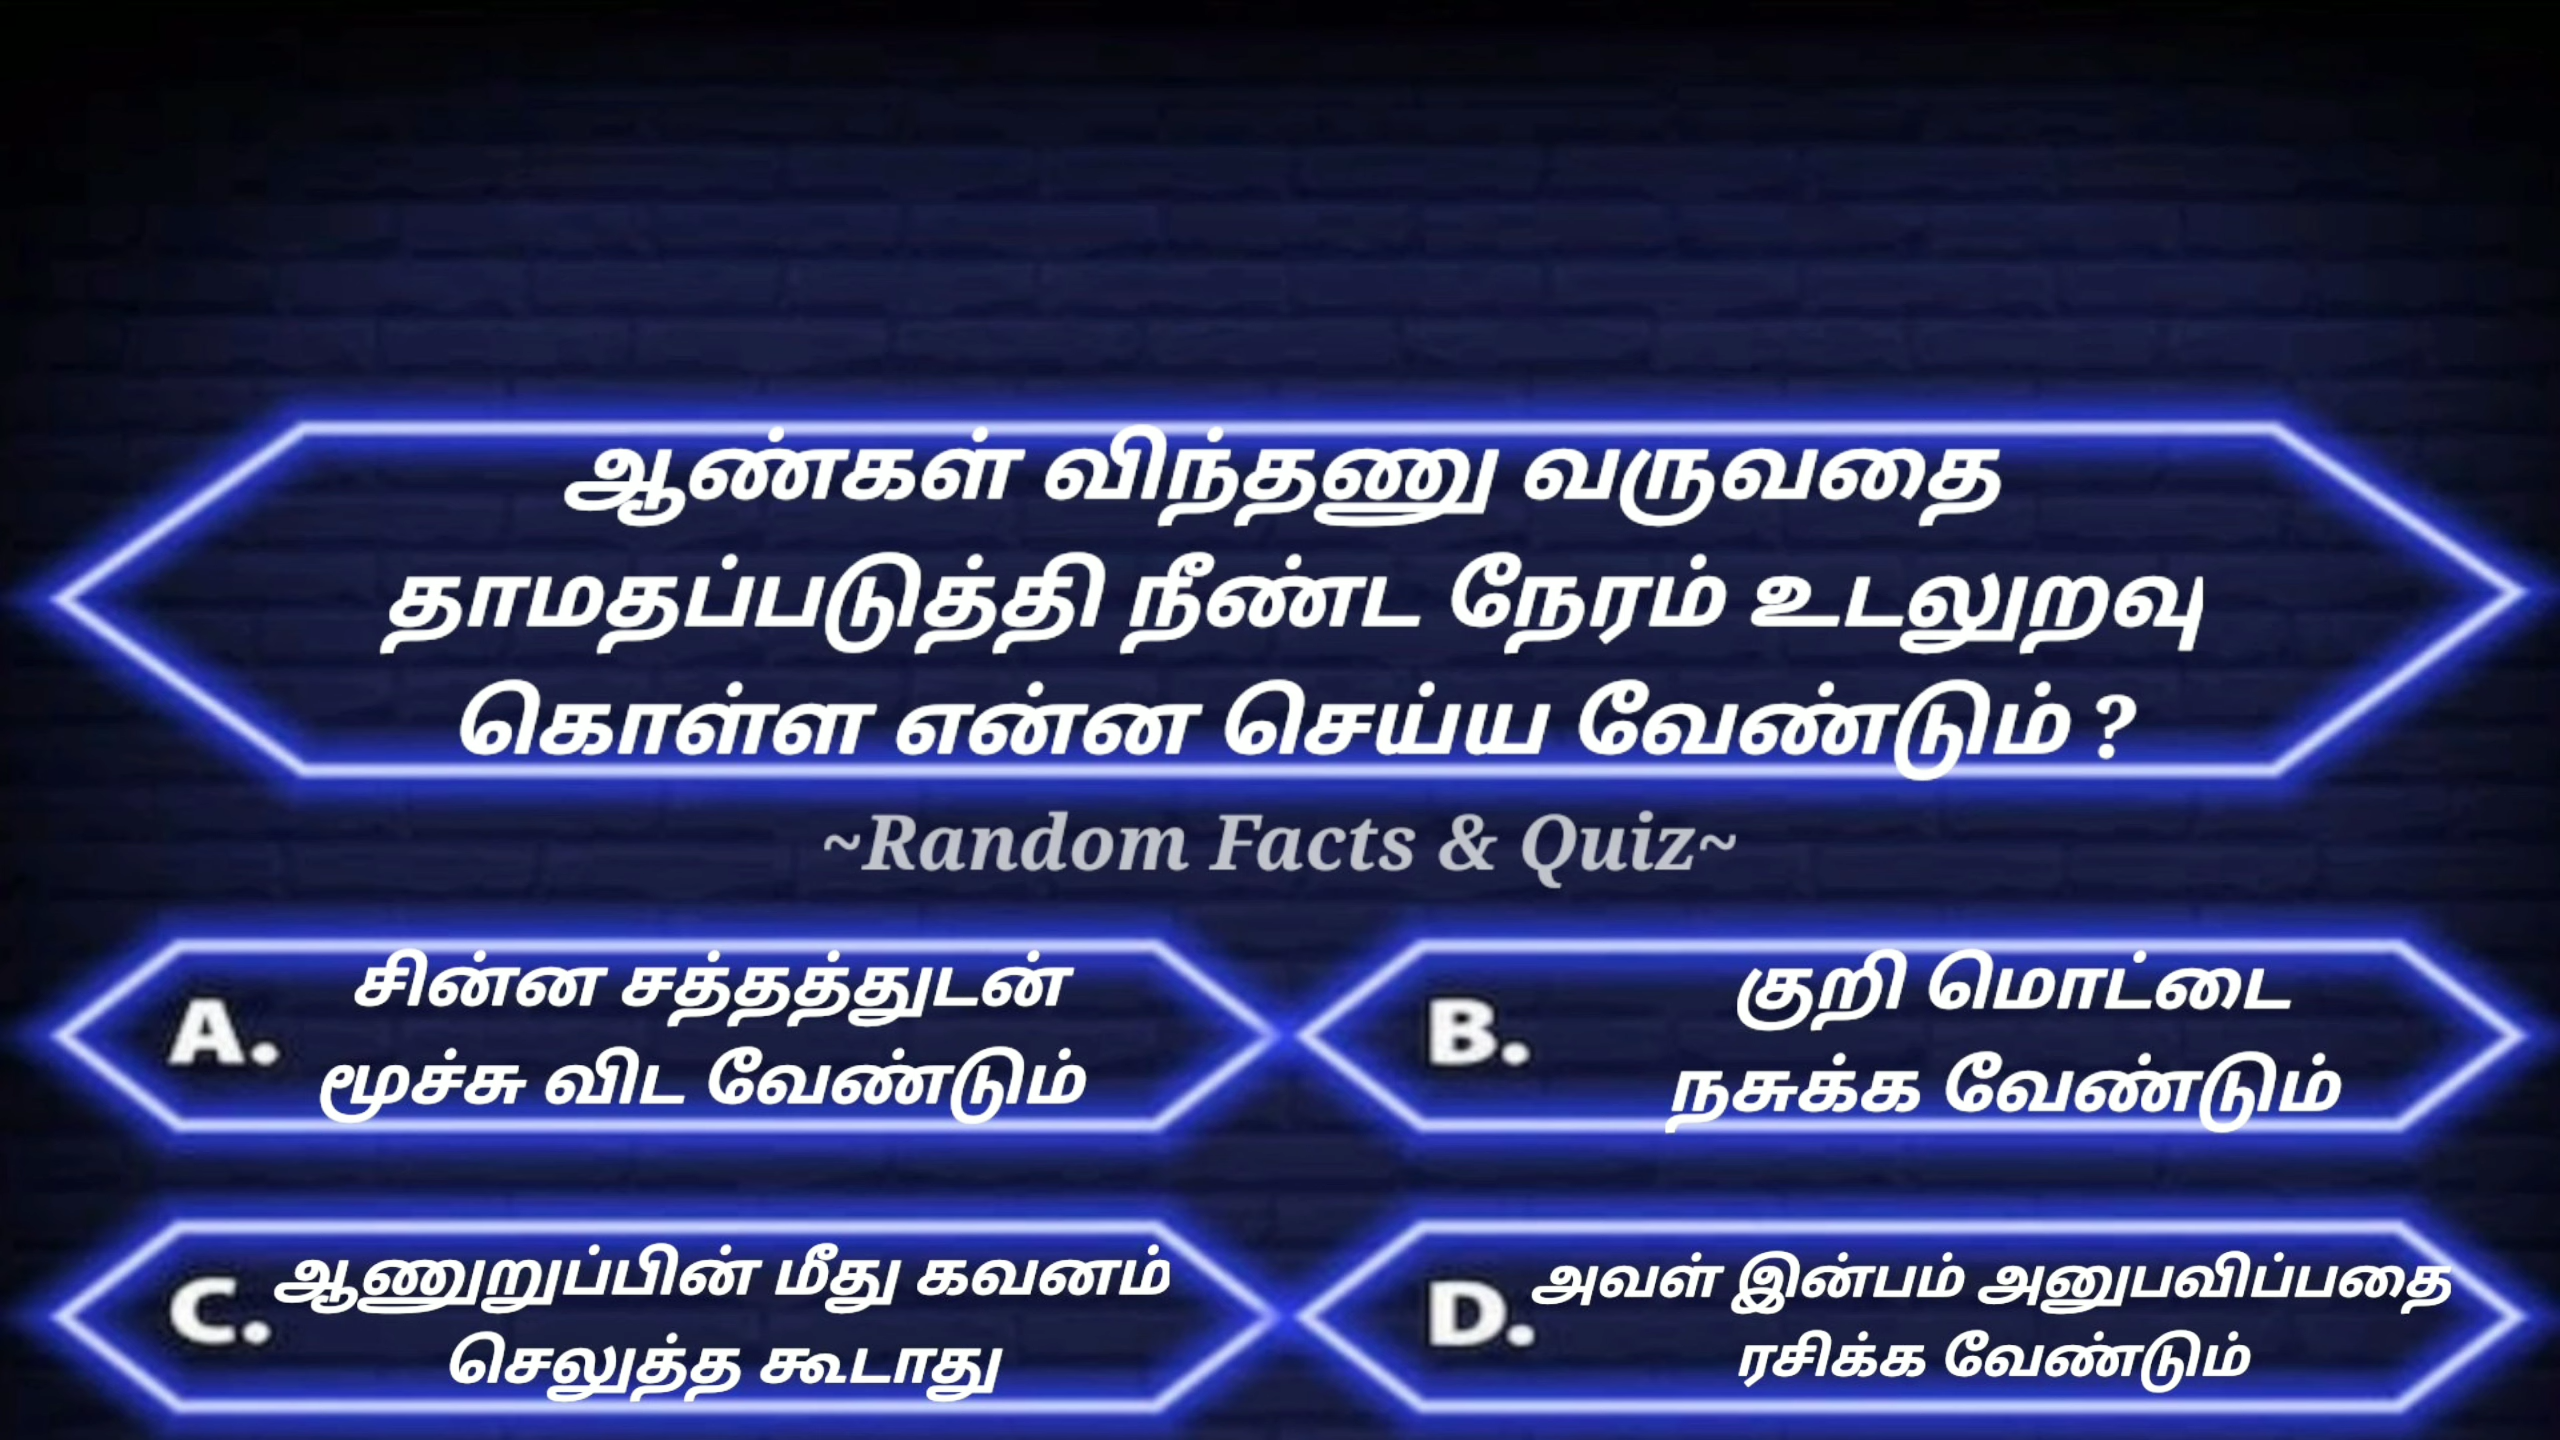 ஆண்கள் விந்தணு வருவதை
தாமதப்படுத்தி நீண்ட நேரம் உடலுறவு
கொள்ள என்ன செய்ய வேண்டும் ?
~Random Facts & Quiz~
A. சின்ன சத்தத்துடன்
மூச்சு விட வேண்டும்
B. குறி மொட்டை
நசுக்க வேண்டும்
C. ஆணுறுப்பின் மீது கவனம்
செலுத்த கூடாது
D. அவள் இன்பம் அனுபவிப்பதை
ரசிக்க வேண்டும்